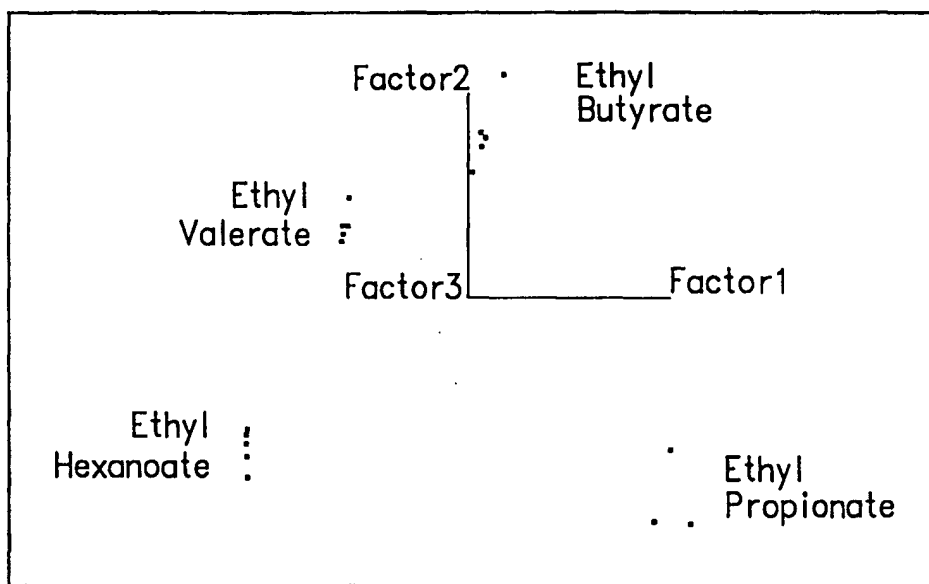 Factor2
Ethyl
Butyrate
Ethyl
Valerate
Factor3
Factor1
Ethyl
Hexanoate
Ethyl
Propionate